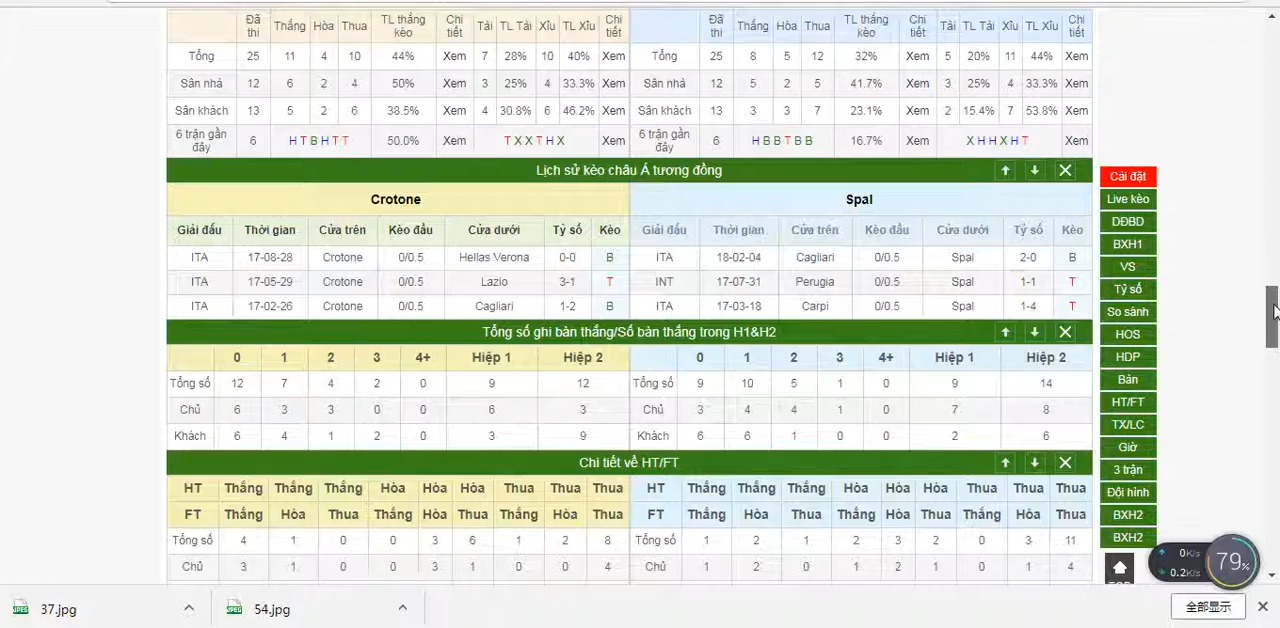 Đã thi Thắng Hòa Thua TL thắng kèo Chi tiết Tài TL Tài Xỉu TL Xỉu Chi tiết Đã thi Thắng Hòa Thua TL thắng kèo Chi tiết Tài TL Tài Xỉu TL Xỉu Chi tiết
Tổng 25 11 4 10 44% Xem 7 28% 10 40% Xem Tổng 25 8 5 12 32% Xem 5 20% 11 44% Xem
Sân nhà 12 6 2 4 50% Xem 3 25% 4 33.3% Xem Sân nhà 12 5 2 5 41.7% Xem 3 25% 4 33.3% Xem
Sân khách 13 5 2 6 38.5% Xem 4 30.8% 6 46.2% Xem Sân khách 13 3 3 7 23.1% Xem 2 15.4% 7 53.8% Xem
6 trận gần đây 6 H T B H T T 50.0% Xem T X X T H X Xem 6 trận gần đây 6 H B B T B B 16.7% Xem X H H X H T Xem
Lịch sử kèo châu Á tương đồng
Crotone Spal
Giải đấu Thời gian Cửa trên Kèo đầu Cửa dưới Tỷ số Kèo Giải đấu Thời gian Cửa trên Kèo đầu Cửa dưới Tỷ số Kèo
ITA 17-08-28 Crotone 0/0.5 Hellas Verona 0-0 B ITA 18-02-04 Cagliari 0/0.5 Spal 2-0 B
ITA 17-05-29 Crotone 0/0.5 Lazio 3-1 T INT 17-07-31 Perugia 0/0.5 Spal 1-1 T
ITA 17-02-26 Crotone 0/0.5 Cagliari 1-2 B ITA 17-03-18 Carpi 0/0.5 Spal 1-4 T
Tổng số ghi bàn thắng/Số bàn thắng trong H1&H2
0 1 2 3 4+ Hiệp 1 Hiệp 2 0 1 2 3 4+ Hiệp 1 Hiệp 2
Tổng số 12 7 4 2 0 9 12 Tổng số 9 10 5 1 0 9 14
Chủ 6 3 3 0 0 6 3 Chủ 3 4 4 1 0 7 8
Khách 6 4 1 2 0 3 9 Khách 6 6 1 0 0 2 6
Chi tiết về HT/FT
HT Thắng Thắng Thắng Hòa Hòa Hòa Thua Thua Thua HT Thắng Thắng Thắng Hòa Hòa Hòa Thua Thua Thua
FT Thắng Hòa Thua Thắng Hòa Thua Thắng Hòa Thua FT Thắng Hòa Thua Thắng Hòa Thua Thắng Hòa Thua
Tổng số 4 1 0 0 3 6 1 2 8 Tổng số 1 2 1 2 3 2 0 3 11
Chủ 3 1 0 0 3 1 0 0 4 Chủ 1 2 0 1 2 1 0 1 4
Cài đặt
Live kèo
DĐBD
BXH1
VS
Tỷ số
So sánh
HOS
HDP
Bàn
HT/FT
TX/LC
Giờ
3 trận
Đội hình
BXH2
BXH2
TOP
0K/s
0.2K/s
79%
37.jpg 54.jpg 全部显示